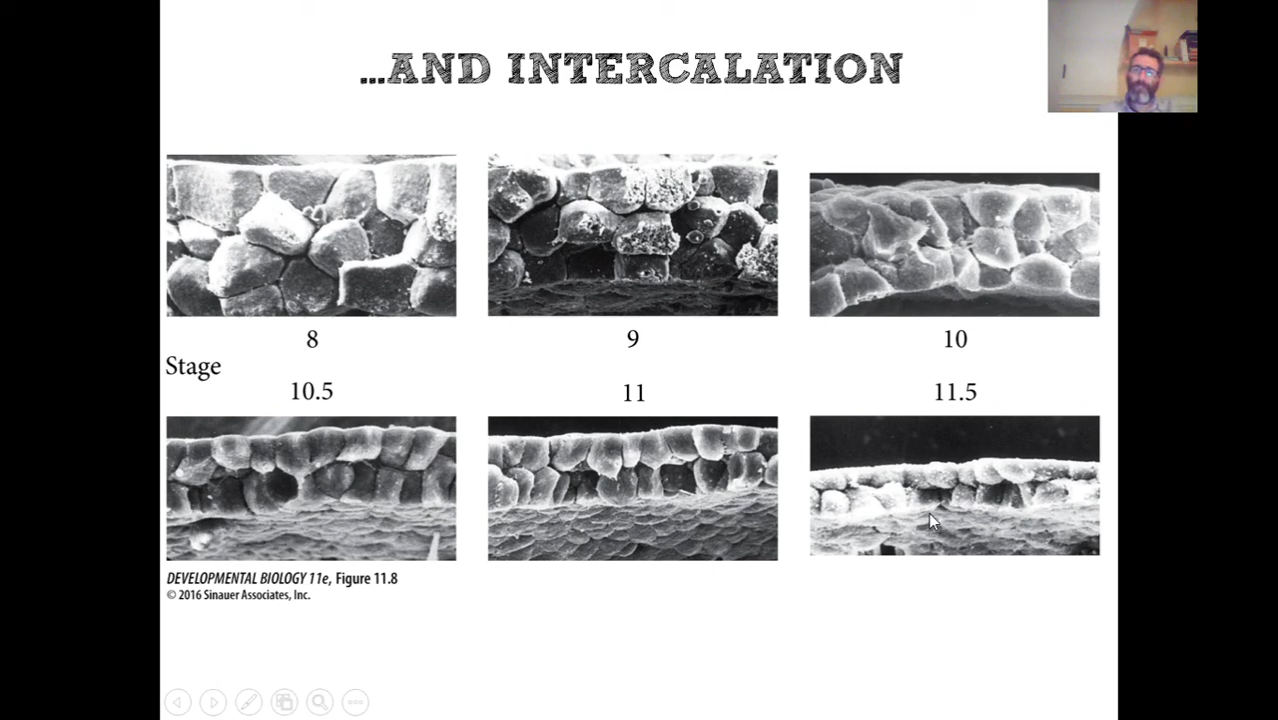 ...AND INTERCALATION
8
9
10
Stage
10.5
11
11.5
DEVELOPMENTAL BIOLOGY 11e, Figure 11.8
© 2016 Sinauer Associates, Inc.